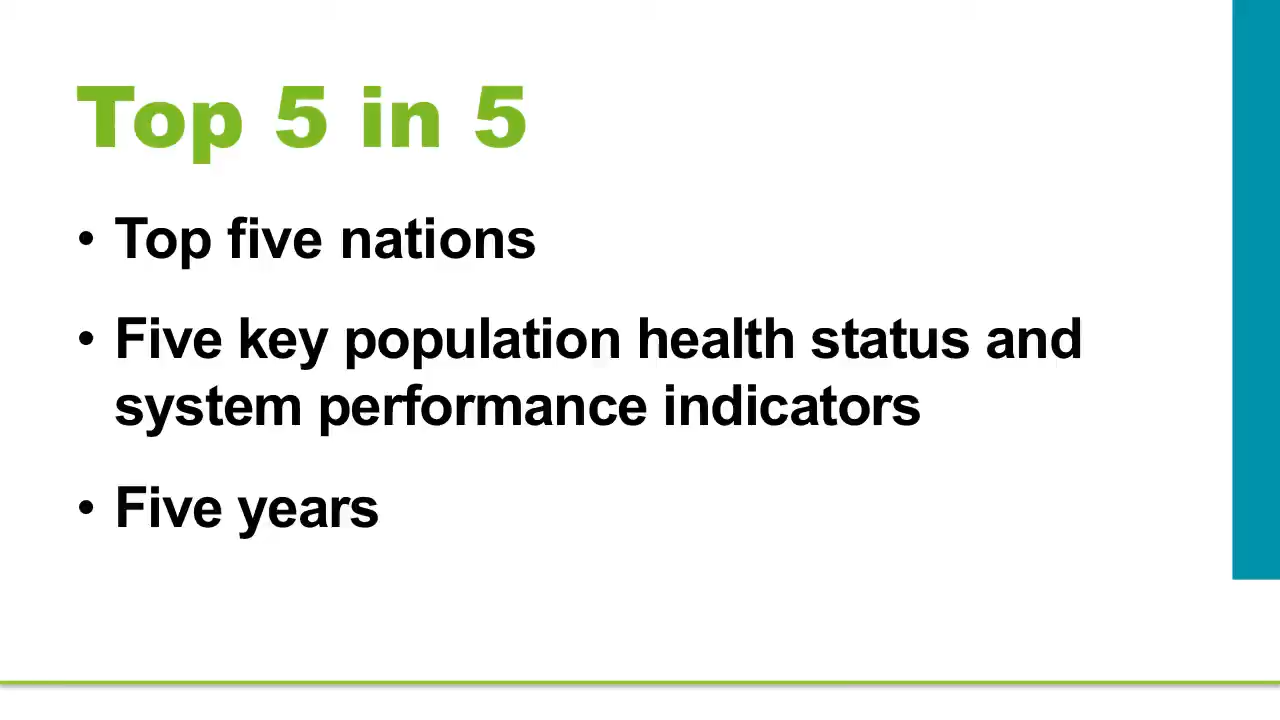 Top 5 in 5
• Top five nations
• Five key population health status and
system performance indicators
• Five years